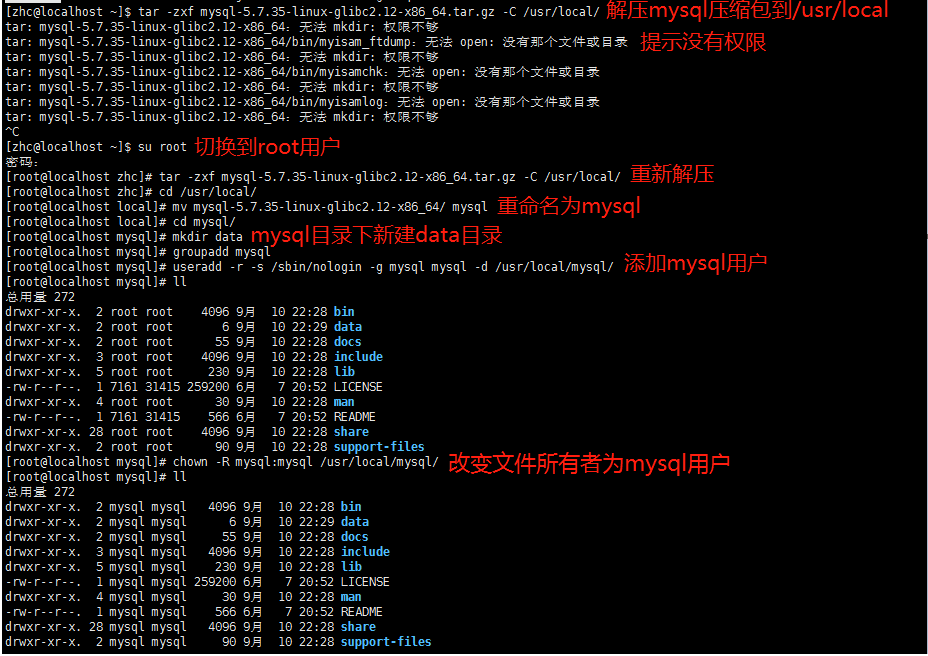 [zhc@localhost ~]$ tar -zxf mysql-5.7.35-linux-glibc2.12-x86_64.tar.gz -C /usr/local/ 解压mysql压缩包到/usr/local
tar: mysql-5.7.35-linux-glibc2.12-x86_64：无法 mkdir: 权限不够
tar: mysql-5.7.35-linux-glibc2.12-x86_64/bin/myisam_ftdump：无法 open: 没有那个文件或目录 提示没有权限
tar: mysql-5.7.35-linux-glibc2.12-x86_64：无法 mkdir: 权限不够
tar: mysql-5.7.35-linux-glibc2.12-x86_64/bin/myisamchk：无法 open: 没有那个文件或目录
tar: mysql-5.7.35-linux-glibc2.12-x86_64：无法 mkdir: 权限不够
tar: mysql-5.7.35-linux-glibc2.12-x86_64/bin/myisamlog：无法 open: 没有那个文件或目录
tar: mysql-5.7.35-linux-glibc2.12-x86_64：无法 mkdir: 权限不够
^C
[zhc@localhost ~]$ su root 切换到root用户
密码：
[root@localhost zhc]# tar -zxf mysql-5.7.35-linux-glibc2.12-x86_64.tar.gz -C /usr/local/ 重新解压
[root@localhost zhc]# cd /usr/local/
[root@localhost local]# mv mysql-5.7.35-linux-glibc2.12-x86_64/ mysql 重命名为mysql
[root@localhost local]# cd mysql/
[root@localhost mysql]# mkdir data mysql目录下新建data目录
[root@localhost mysql]# groupadd mysql
[root@localhost mysql]# useradd -r -s /sbin/nologin -g mysql mysql -d /usr/local/mysql/ 添加mysql用户
[root@localhost mysql]# ll
总用量 272
drwxr-xr-x.  2 root root    4096 9月  10 22:28 bin
drwxr-xr-x.  2 root root       6 9月  10 22:29 data
drwxr-xr-x.  2 root root      55 9月  10 22:28 docs
drwxr-xr-x.  3 root root    4096 9月  10 22:28 include
drwxr-xr-x.  5 root root     230 9月  10 22:28 lib
-rw-r--r--.  1 7161 31415 259200 6月   7 20:52 LICENSE
drwxr-xr-x.  4 root root      30 9月  10 22:28 man
-rw-r--r--.  1 7161 31415    566 6月   7 20:52 README
drwxr-xr-x. 28 root root    4096 9月  10 22:28 share
drwxr-xr-x.  2 root root      90 9月  10 22:28 support-files
[root@localhost mysql]# chown -R mysql:mysql /usr/local/mysql/ 改变文件所有者为mysql用户
[root@localhost mysql]# ll
总用量 272
drwxr-xr-x.  2 mysql mysql   4096 9月  10 22:28 bin
drwxr-xr-x.  2 mysql mysql      6 9月  10 22:29 data
drwxr-xr-x.  2 mysql mysql     55 9月  10 22:28 docs
drwxr-xr-x.  3 mysql mysql   4096 9月  10 22:28 include
drwxr-xr-x.  5 mysql mysql    230 9月  10 22:28 lib
-rw-r--r--.  1 mysql mysql 259200 6月   7 20:52 LICENSE
drwxr-xr-x.  4 mysql mysql     30 9月  10 22:28 man
-rw-r--r--.  1 mysql mysql    566 6月   7 20:52 README
drwxr-xr-x. 28 mysql mysql   4096 9月  10 22:28 share
drwxr-xr-x.  2 mysql mysql     90 9月  10 22:28 support-files